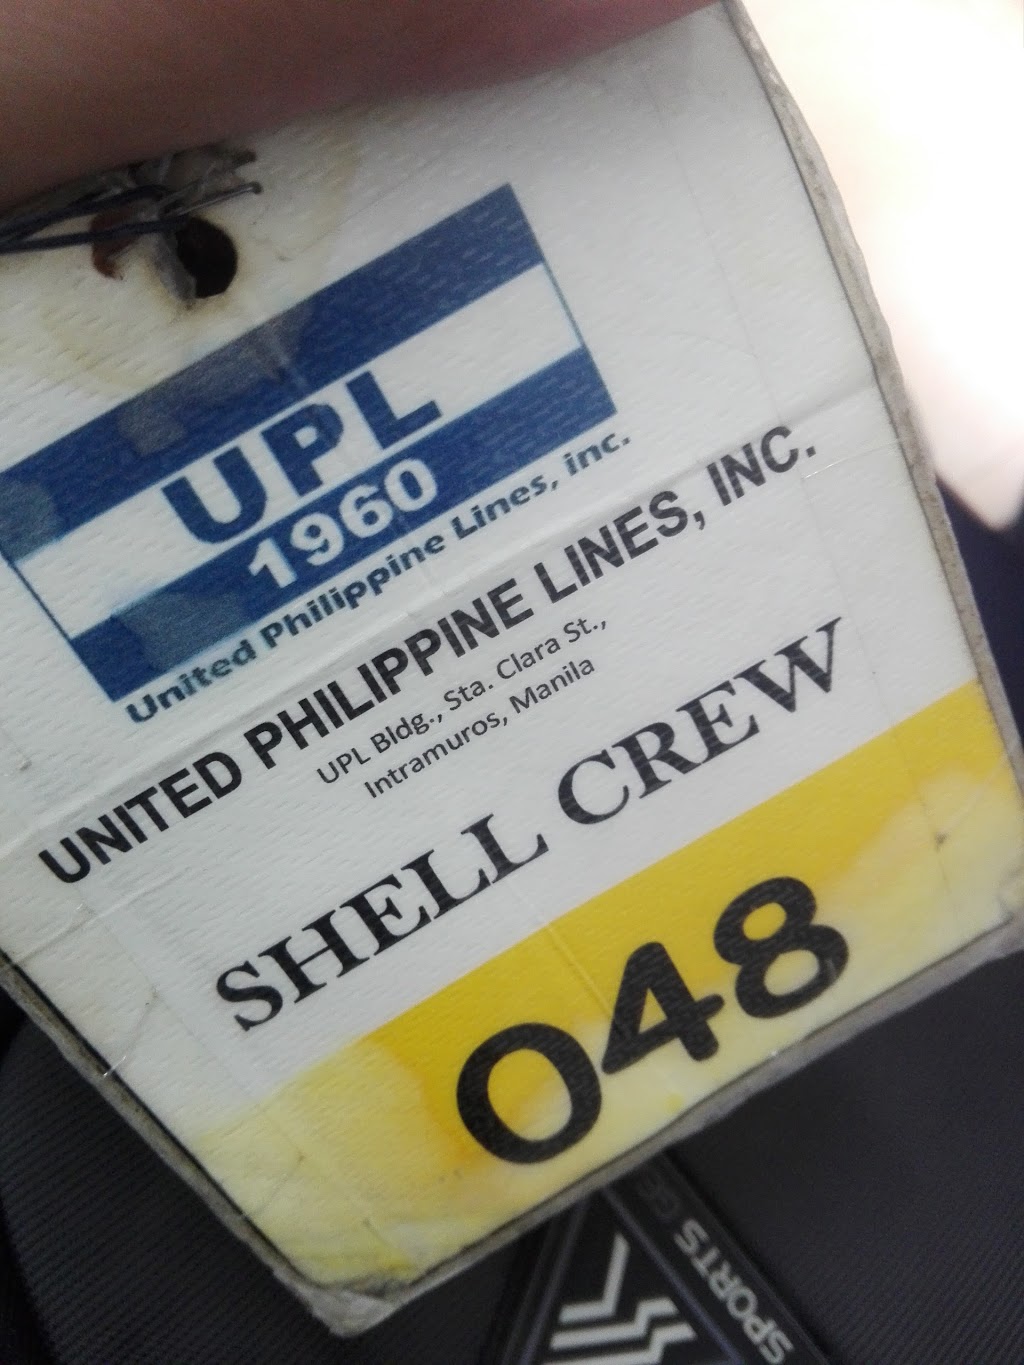 UPL
1960
United Philippine Lines, inc.
UNITED PHILIPPINE LINES, INC.
UPL Bldg., Sta. Clara St.,
Intramuros, Manila
SHELL CREW
048
SPORTS